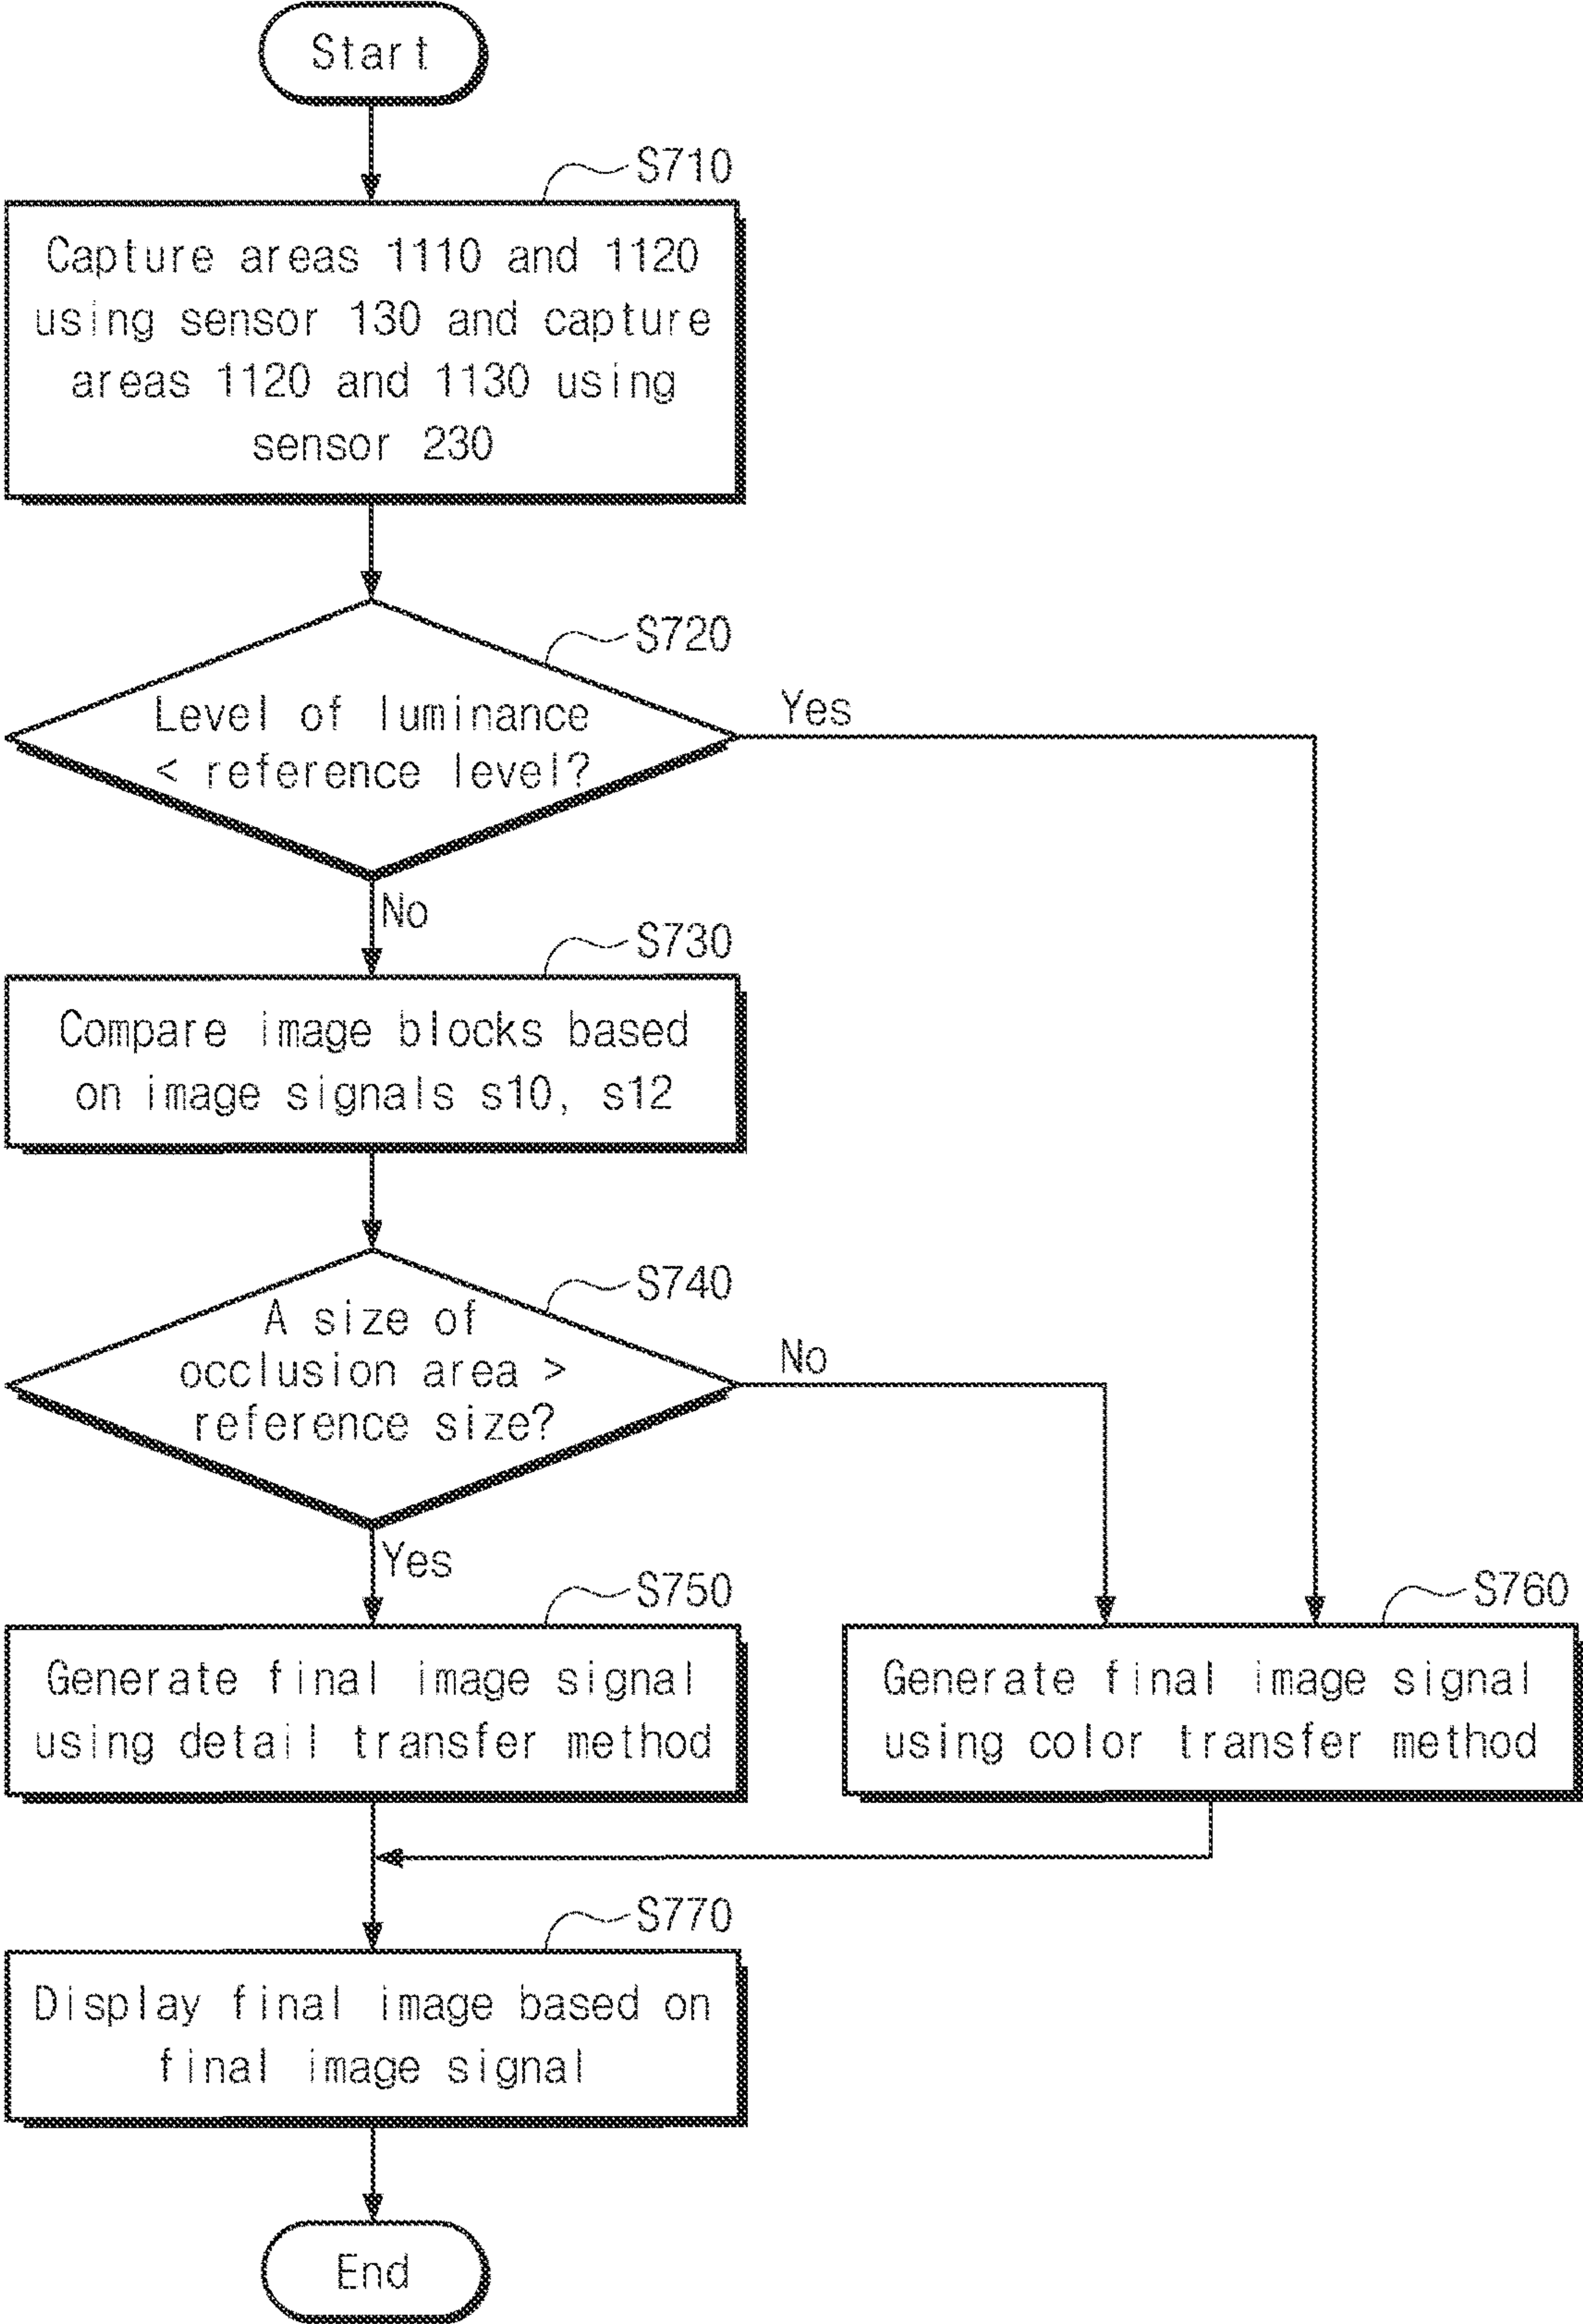 Start
S710
Capture areas 1110 and 1120
using sensor 130 and capture
areas 1120 and 1130 using
sensor 230
S720
Level of luminance
< reference level?
Yes
No
S730
Compare image blocks based
on image signals s10, s12
S740
A size of
occlusion area >
reference size?
No
Yes
S750
Generate final image signal
using detail transfer method
S760
Generate final image signal
using color transfer method
S770
Display final image based on
final image signal
End